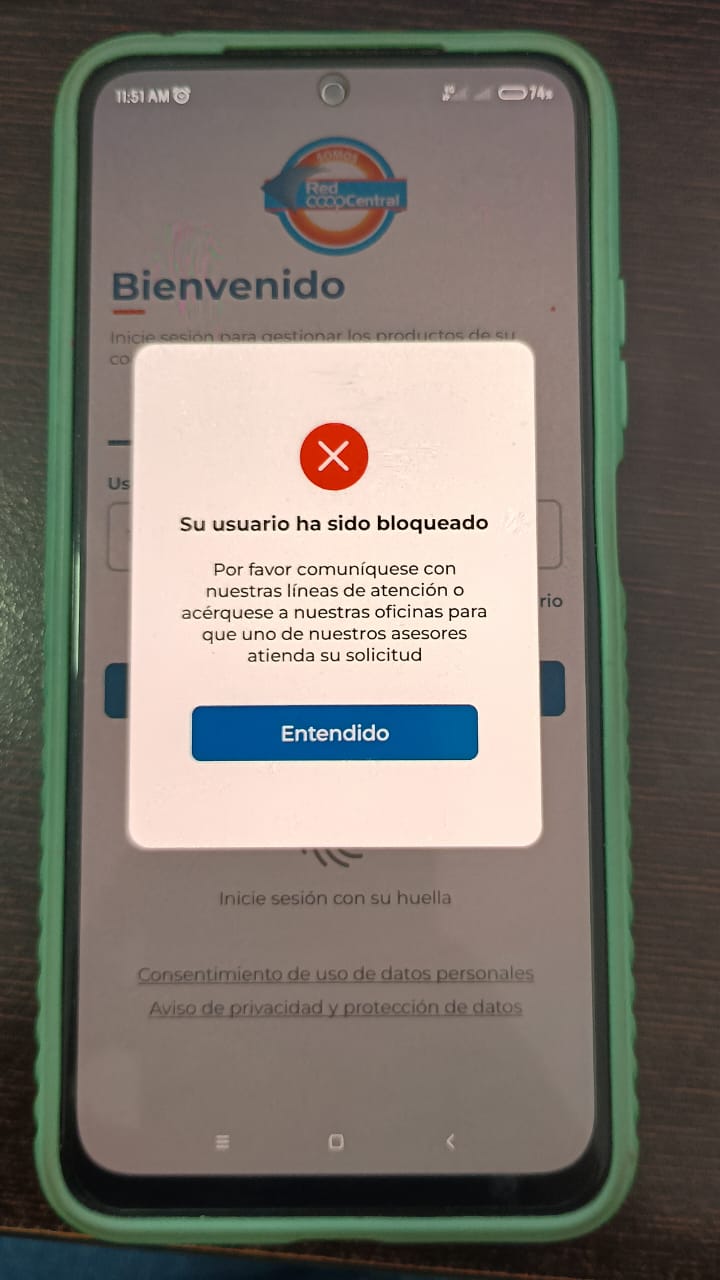 11:51 AM
74%
SOMOS
Red
CoopCentral
Bienvenido
Inicie sesión para gestionar los productos de su
co
Us
Su usuario ha sido bloqueado
Por favor comuníquese con
nuestras líneas de atención o
acérquese a nuestras oficinas para
que uno de nuestros asesores
atienda su solicitud
rio
Entendido
Inicie sesión con su huella
Consentimiento de uso de datos personales
Aviso de privacidad y protección de datos